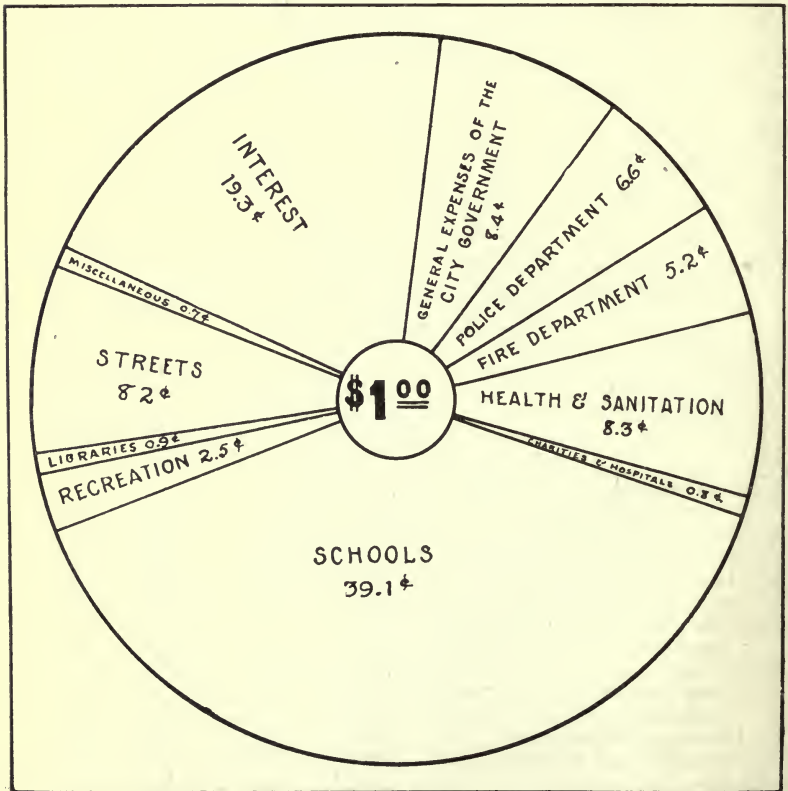 INTEREST
19.3¢
GENERAL EXPENSES OF THE
CITY GOVERNMENT
8.4¢
POLICE DEPARTMENT 6.6¢
FIRE DEPARTMENT 5.2¢
HEALTH & SANITATION
8.3¢
CHARITIES & HOSPITALS 0.8¢
SCHOOLS
39.1¢
RECREATION 2.5¢
LIBRARIES 0.9¢
STREETS
8.2¢
MISCELLANEOUS 0.7¢
$1.00